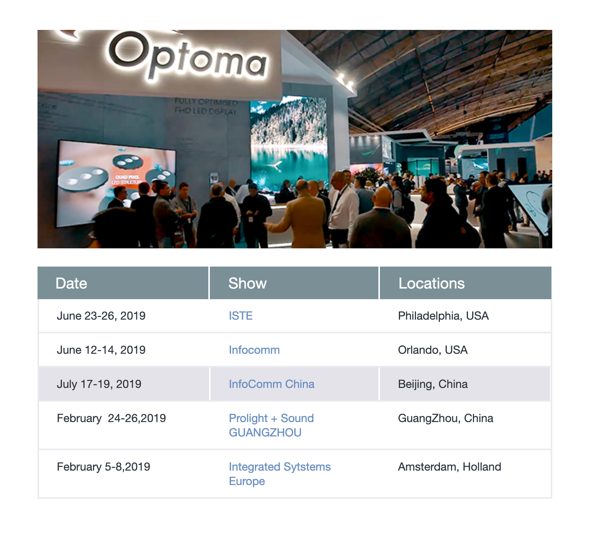 Optoma
FULLY OPTIMISED
FHD LED DISPLAY
QUAD PIXEL
Date Show Locations
June 23-26, 2019 ISTE Philadelphia, USA
June 12-14, 2019 Infocomm Orlando, USA
July 17-19, 2019 InfoComm China Beijing, China
February  24-26,2019 Prolight + Sound GuangZhou, China
GUANGZHOU
February 5-8,2019 Integrated Sytstems Amsterdam, Holland
Europe